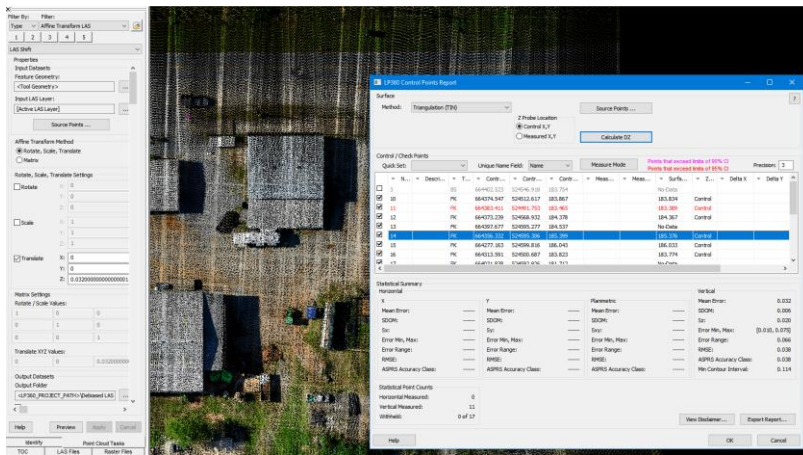 Filter By: Filter:
Type Affine Transform LAS
1 2 3 4 5
LAS Shift
Properties
Input Datasets
Feature Geometry:
<Tool Geometry> ...
Input LAS Layer:
[Active LAS Layer] ...
Source Points ...
Affine Transform Method
Rotate, Scale, Translate
Matrix
Rotate, Scale, Translate Settings
Rotate X: 0
Y: 0
Z: 0
Scale X: 1
Y: 1
Z: 1
Translate X: 0
Y: 0
Z: 0.03200000000000001
Matrix Settings
Rotate / Scale Values:
1 0 0
0 1 0
0 0 1
Translate XYZ Values:
0 0 0.032000000
Output Datasets
Output Folder
<LP360_PROJECT_PATH>\Debiased LAS ...
Help Preview Apply Cancel
Identify Point Cloud Tasks
TOC LAS Files Raster Files
LP360 Control Points Report
Surface
Method: Triangulation (TIN) Source Points ...
Z Probe Location
Control X,Y
Measured X,Y Calculate DZ
Control / Check Points
Quick Set: Unique Name Field: Name Measure Mode
Points that exceed limits of 90% CI
Points that exceed limits of 95% CI
Precision: 3
N... Descri... T... Contr... Contr... Contr... Meas... Meas... Surfa... Z... Delta X Delta Y
183.754 No-Data
10 PK 664374.547 524512.617 183.867 183.834 Control
11 PK 664383.411 524491.753 183.463 183.389 Control
12 PK 664373.239 524568.932 184.378 184.367 Control
13 PK 664397.677 524595.277 184.537 No-Data
14 PK 185.399 185.376 Control
15 PK 664277.163 524599.816 186.043 186.033 Control
16 PK 664313.591 524500.687 183.823 183.774 Control
Statistical Summary
Horizontal Vertical
X Y Planimetric Mean Error: 0.032
Mean Error: ----- Mean Error: ----- Mean Error: ----- SDOM: 0.006
SDOM: ----- SDOM: ----- SDOM: ----- Sz: 0.020
Sx: ----- Sy: ----- Sxy: ----- Error Min, Max: [0.010, 0.075]
Error Min, Max: ----- Error Min, Max: ----- Error Min, Max: ----- Error Range: 0.066
Error Range: ----- Error Range: ----- Error Range: ----- RMSE: 0.038
RMSE: ----- RMSE: ----- RMSE: ----- ASPRS Accuracy Class: 0.038
ASPRS Accuracy Class: ----- ASPRS Accuracy Class: ----- ASPRS Accuracy Class: ----- Min Contour Interval: 0.114
Statistical Point Counts
Horizontal Measured: 0
Vertical Measured: 11
Withheld: 0 of 17
View Disclaimer... Export Report...
Help OK Cancel